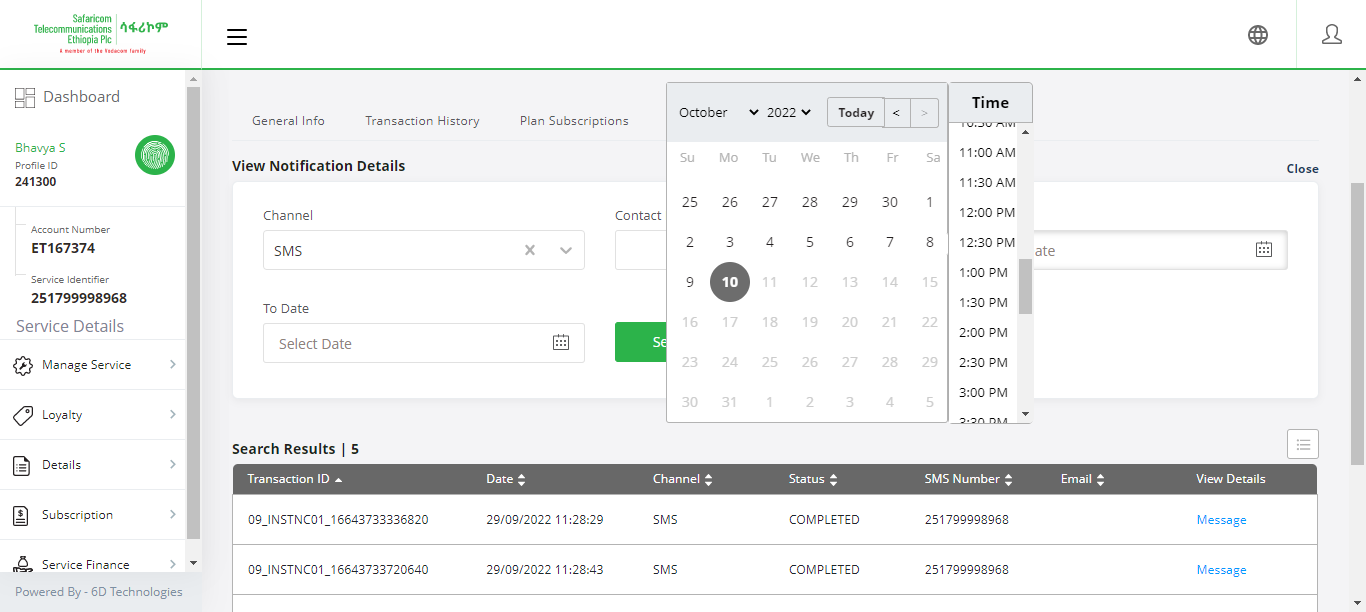 Safaricom
Telecommunications
Ethiopia Plc
ሳፋሪኮም
A member of the Vodacom family
Dashboard
Bhavya S
Profile ID
241300
Account Number
ET167374
Service Identifier
251799998968
Service Details
Manage Service
Loyalty
Details
Subscription
Service Finance
Powered By - 6D Technologies
General Info Transaction History Plan Subscriptions
View Notification Details
Close
Channel
SMS
Contact
ate
To Date
Select Date
Se
October 2022 Today < >
Su Mo Tu We Th Fr Sa
25 26 27 28 29 30 1
2 3 4 5 6 7 8
9 10 11 12 13 14 15
16 17 18 19 20 21 22
23 24 25 26 27 28 29
30 31 1 2 3 4 5
Time
10:30 AM
11:00 AM
11:30 AM
12:00 PM
12:30 PM
1:00 PM
1:30 PM
2:00 PM
2:30 PM
3:00 PM
3:30 PM
Search Results | 5
Transaction ID Date Channel Status SMS Number Email View Details
09_INSTNC01_16643733336820 29/09/2022 11:28:29 SMS COMPLETED 251799998968 Message
09_INSTNC01_16643733720640 29/09/2022 11:28:43 SMS COMPLETED 251799998968 Message